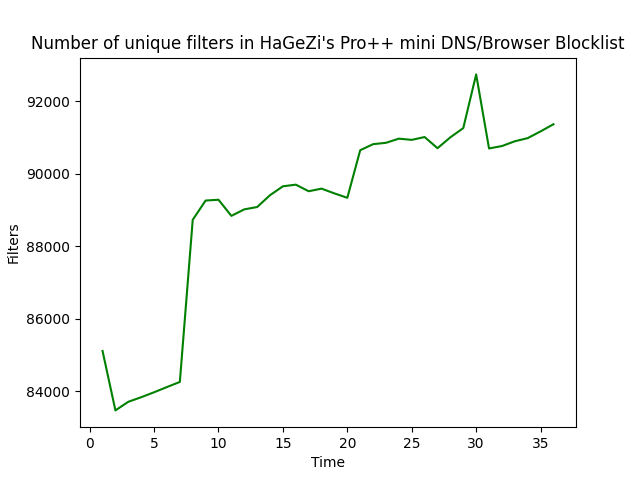 Number of unique filters in HaGeZi's Pro++ mini DNS/Browser Blocklist
92000
90000
88000
86000
84000
Filters
0 5 10 15 20 25 30 35
Time